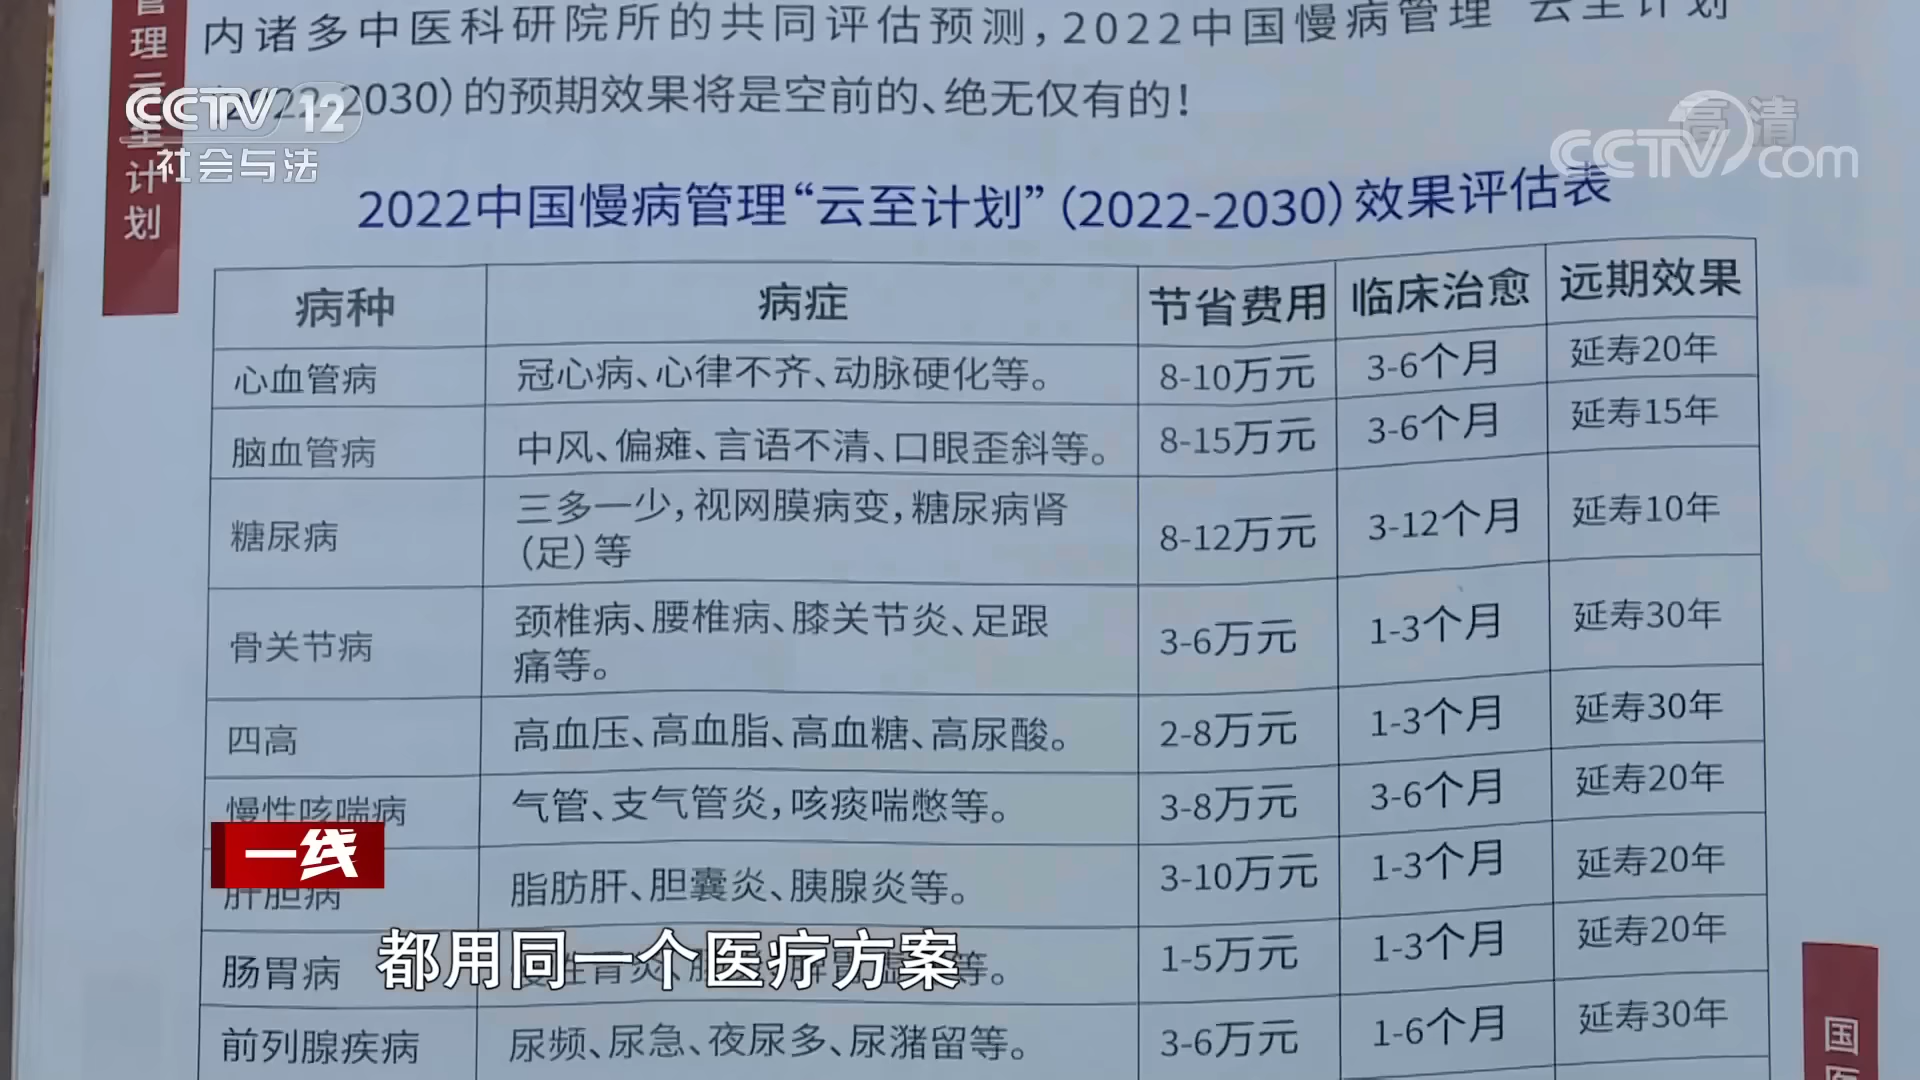 管理云至计划
内诸多中医科研院所的共同评估预测,2022中国慢病管理“云至计划
2022-2030)的预期效果将是空前的、绝无仅有的!
CCTV 12
社会与法
高清
CCTV.com
2022中国慢病管理“云至计划”(2022-2030)效果评估表
病种 病症 节省费用 临床治愈 远期效果
心血管病 冠心病、心律不齐、动脉硬化等。 8-10万元 3-6个月 延寿20年
脑血管病 中风、偏瘫、言语不清、口眼歪斜等。 8-15万元 3-6个月 延寿15年
糖尿病 三多一少,视网膜病变,糖尿病肾
(足)等 8-12万元 3-12个月 延寿10年
骨关节病 颈椎病、腰椎病、膝关节炎、足跟
痛等。 3-6万元 1-3个月 延寿30年
四高 高血压、高血脂、高血糖、高尿酸。 2-8万元 1-3个月 延寿30年
慢性咳喘病 气管、支气管炎,咳痰喘憋等。 3-8万元 3-6个月 延寿20年
一线
肝胆病 脂肪肝、胆囊炎、胰腺炎等。 3-10万元 1-3个月 延寿20年
肠胃病 等。 1-5万元 1-3个月 延寿20年
都用同一个医疗方案
前列腺疾病 尿频、尿急、夜尿多、尿潴留等。 3-6万元 1-6个月 延寿30年
国医